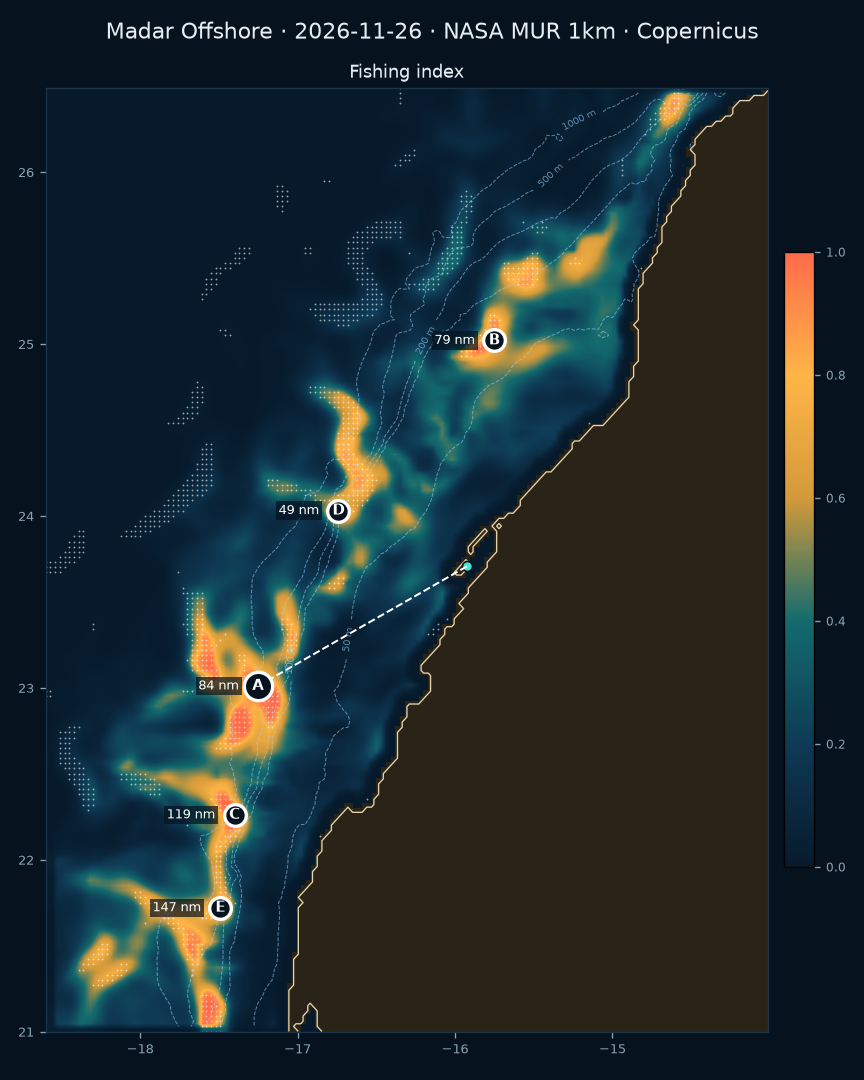 Madar Offshore · 2026-11-26 · NASA MUR 1km · Copernicus
Fishing index
1000 m
500 m
200 m
50 m
79 nm B
49 nm D
84 nm A
119 nm C
147 nm E
26
25
24
23
22
21
−18
−17
−16
−15
1.0
0.8
0.6
0.4
0.2
0.0